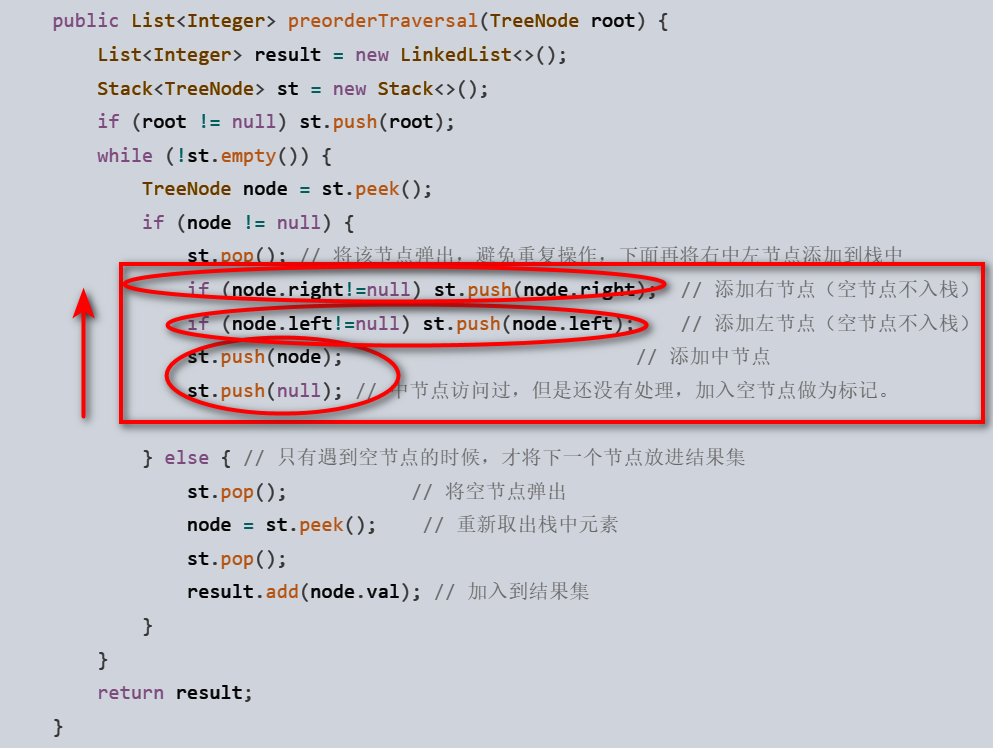 public List<Integer> preorderTraversal(TreeNode root) {
List<Integer> result = new LinkedList<>();
Stack<TreeNode> st = new Stack<>();
if (root != null) st.push(root);
while (!st.empty()) {
TreeNode node = st.peek();
if (node != null) {
st.pop(); // 将该节点弹出，避免重复操作，下面再将右中左节点添加到栈中
if (node.right!=null) st.push(node.right); // 添加右节点（空节点不入栈）
if (node.left!=null) st.push(node.left); // 添加左节点（空节点不入栈）
st.push(node); // 添加中节点
st.push(null); // 中节点访问过，但是还没有处理，加入空节点做为标记。
} else { // 只有遇到空节点的时候，才将下一个节点放进结果集
st.pop(); // 将空节点弹出
node = st.peek(); // 重新取出栈中元素
st.pop();
result.add(node.val); // 加入到结果集
}
}
return result;
}